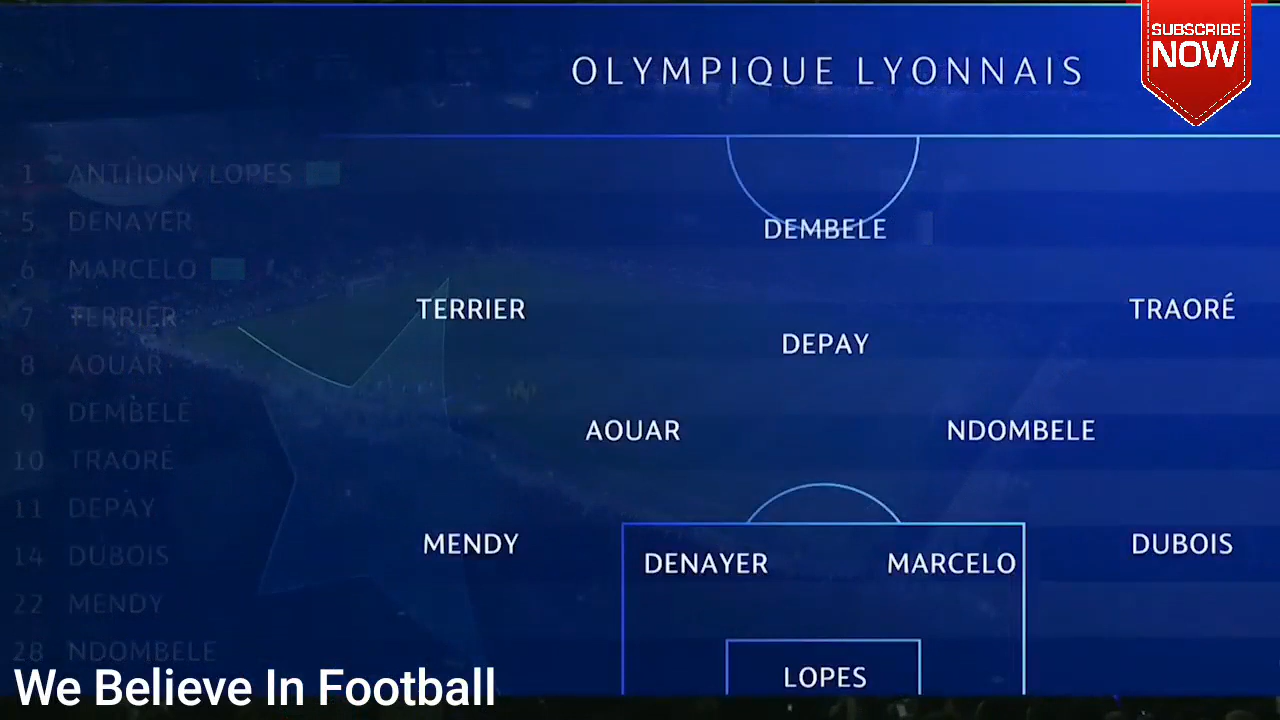 SUBSCRIBE
NOW
OLYMPIQUE LYONNAIS
1 ANTHONY LOPES
5 DENAYER
6 MARCELO
7 TERRIER
8 AOUAR
9 DEMBELE
10 TRAORÉ
11 DEPAY
14 DUBOIS
22 MENDY
28 NDOMBELE
DEMBELE
TERRIER
TRAORÉ
DEPAY
AOUAR
NDOMBELE
MENDY
DENAYER
MARCELO
DUBOIS
LOPES
We Believe In Football